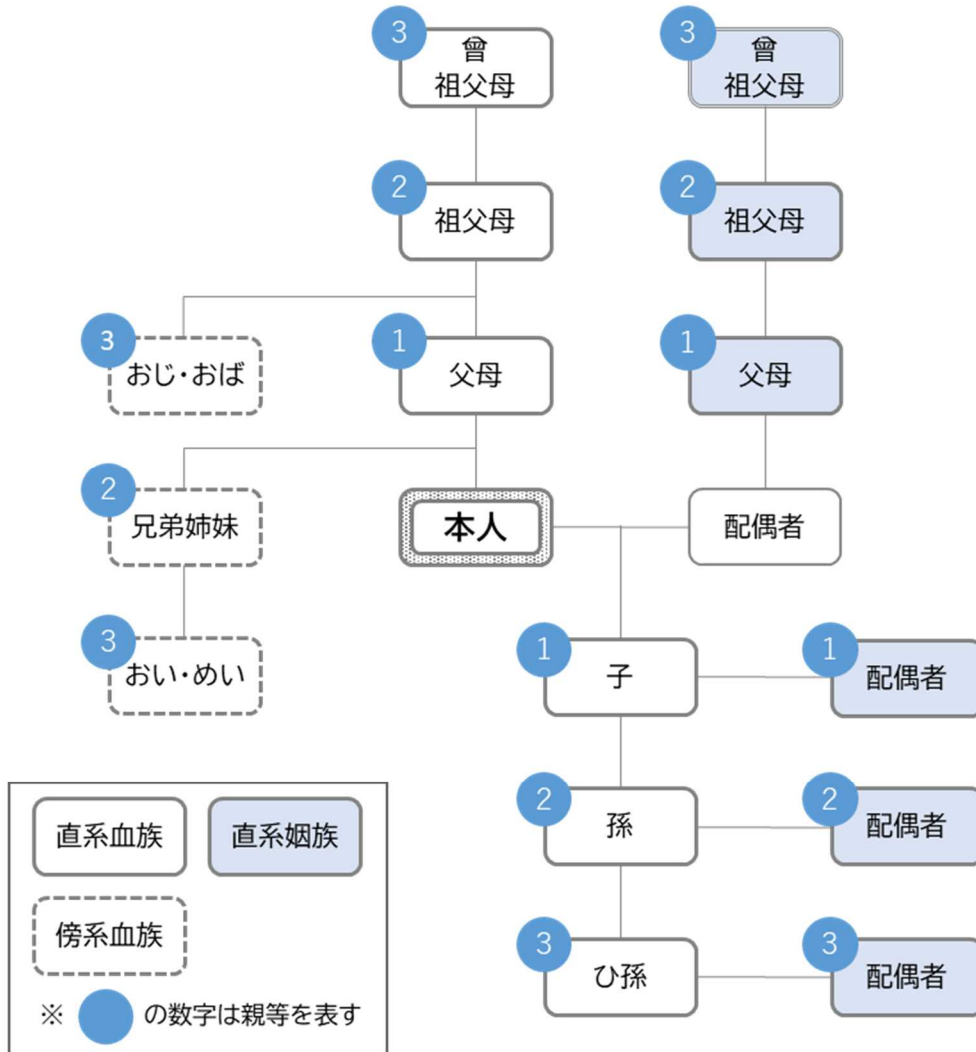 3
曾
祖父母
3
曾
祖父母
2
祖父母
2
祖父母
3
おじ・おば
1
父母
1
父母
2
兄弟姉妹
本人
配偶者
3
おい・めい
1
子
1
配偶者
2
孫
2
配偶者
3
ひ孫
3
配偶者
直系血族
直系姻族
傍系血族
※ の数字は親等を表す